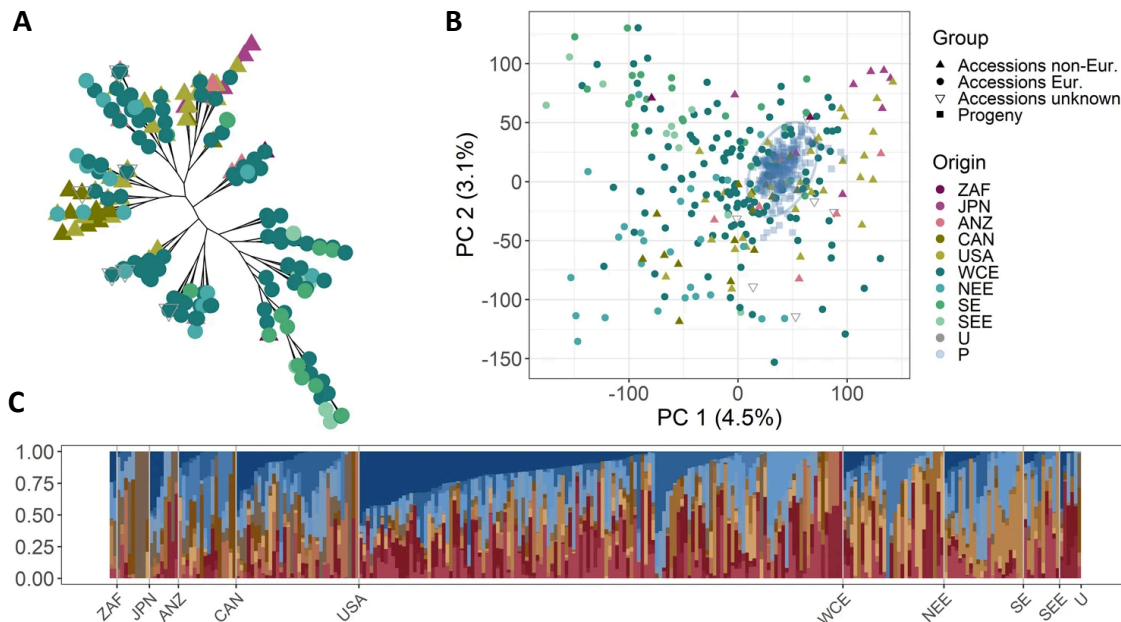 A
B
100
50
0
-50
-100
-150
PC 2 (3.1%)
-100
0
100
PC 1 (4.5%)
Group
Accessions non-Eur.
Accessions Eur.
Accessions unknown
Progeny
Origin
ZAF
JPN
ANZ
CAN
USA
WCE
NEE
SE
SEE
U
P
C
1.00
0.75
0.50
0.25
0.00
ZAF JPN ANZ CAN USA WCE NEE SE SEE U